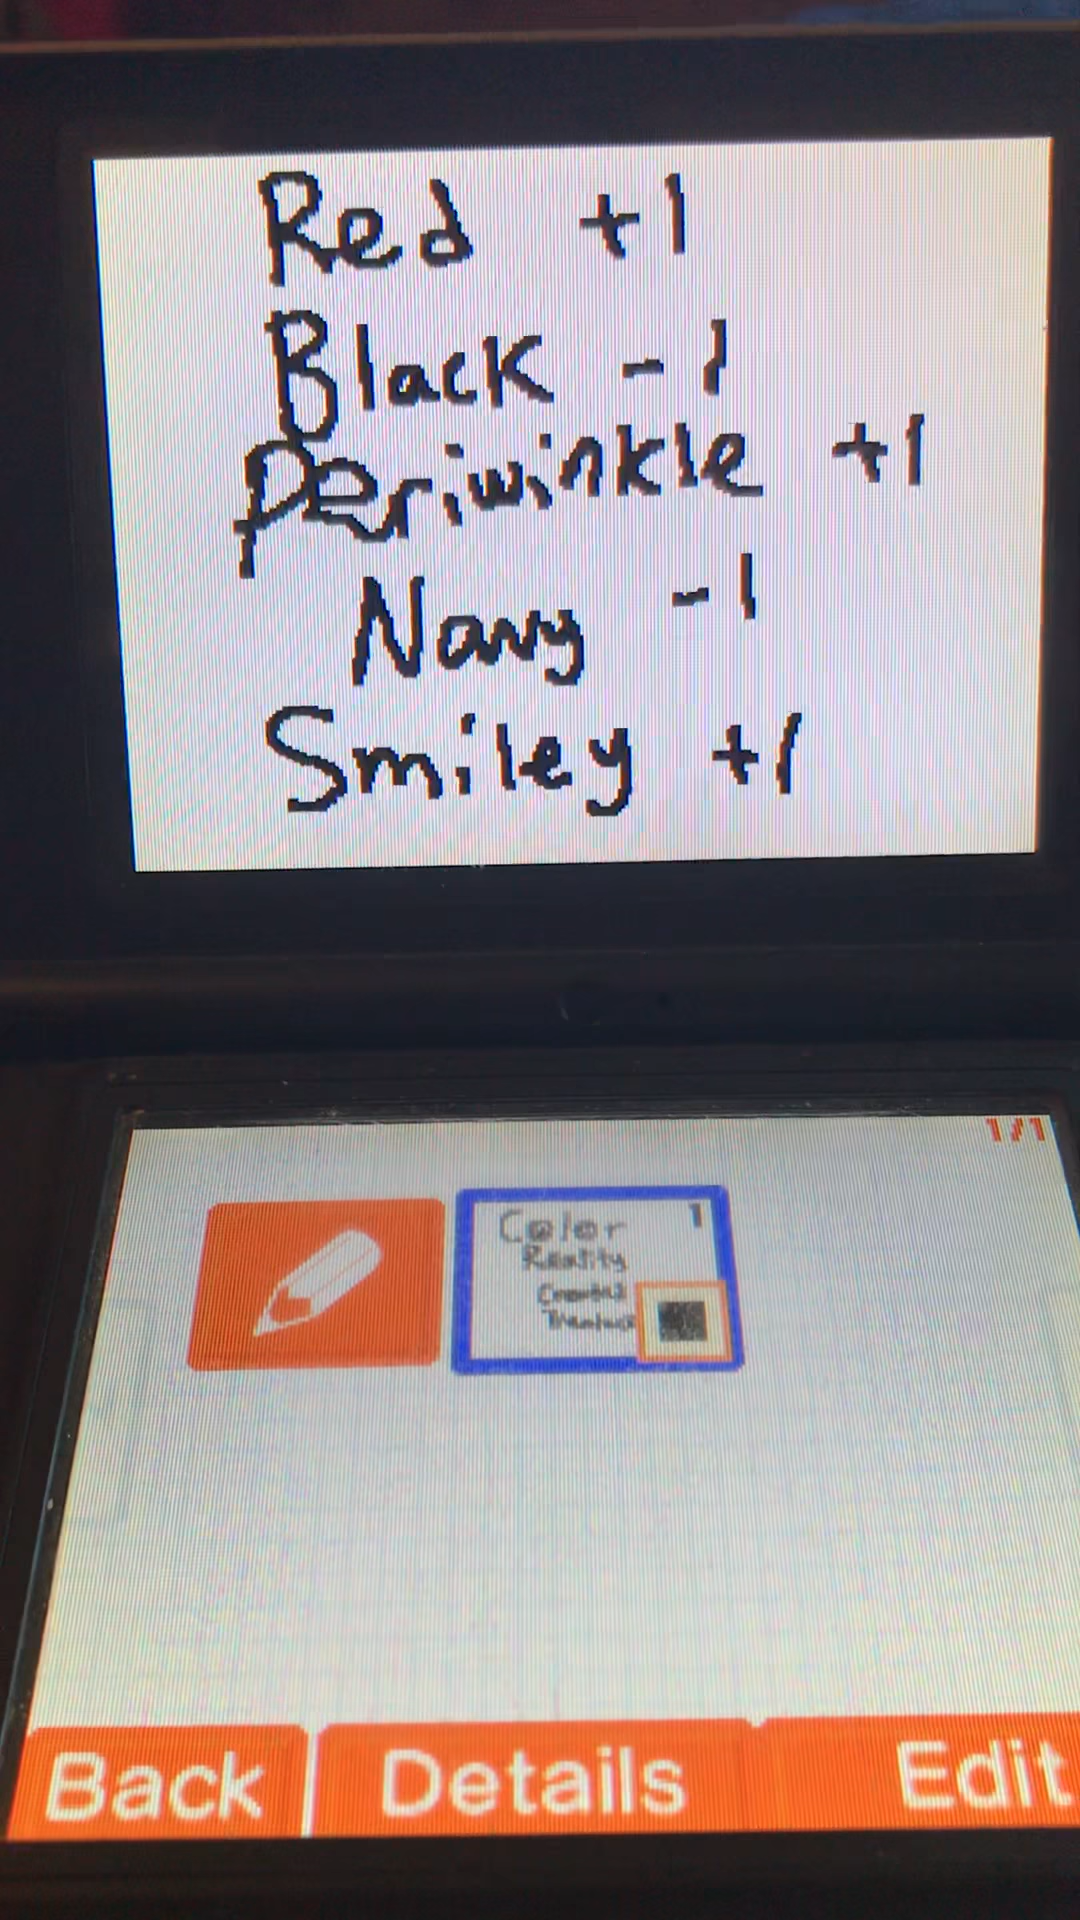 Red +1
Black -1
Periwinkle +1
Navy -1
Smiley +1
1/1
Color 1
Reality
Back Details Edit